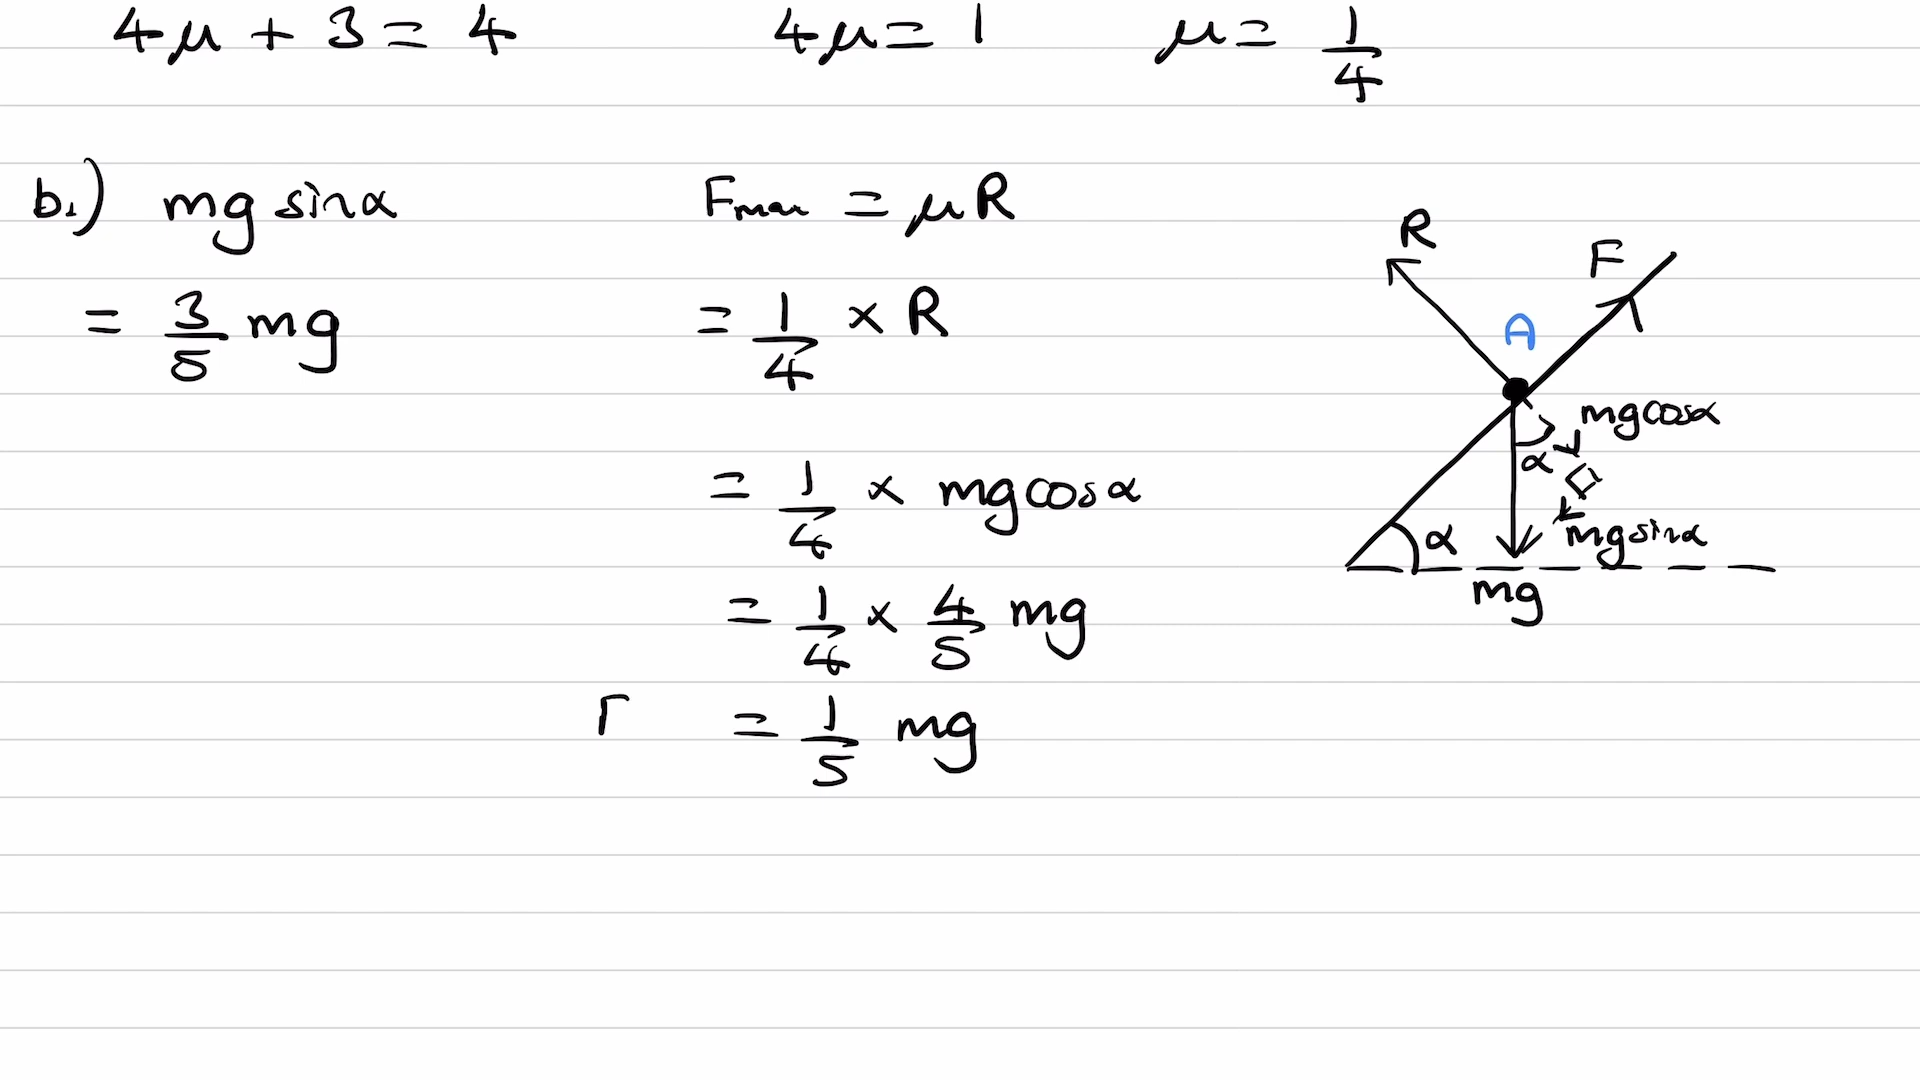 4μ + 3 = 4 4μ = 1 μ = 1/4
b.) mg sinα Fmax = μR
= 3/5 mg = 1/4 × R
= 1/4 × mgcosα
= 1/4 × 4/5 mg
= 1/5 mg
R
F
A
mgcosα
α
mgsinα
α
mg